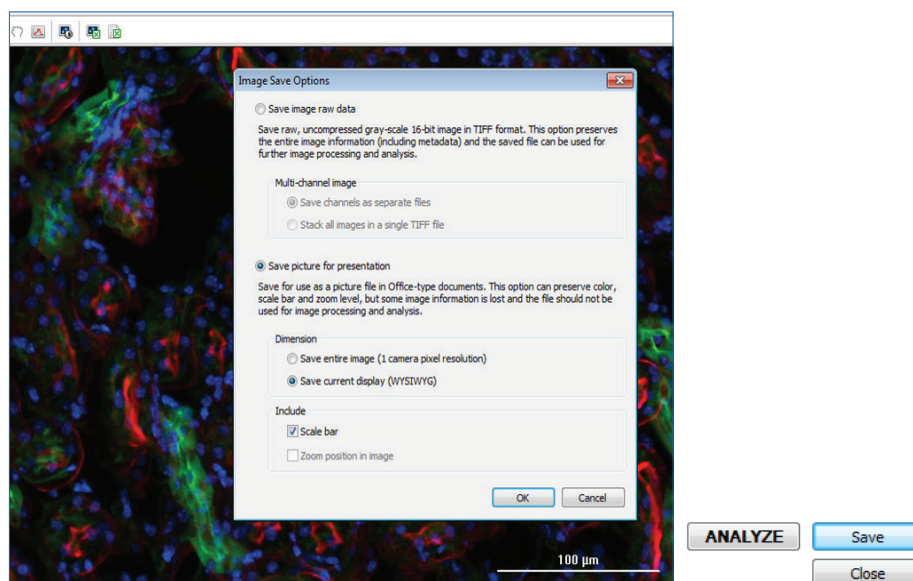 Image Save Options
Save image raw data
Save raw, uncompressed gray-scale 16-bit image in TIFF format. This option preserves
the entire image information (including metadata) and the saved file can be used for
further image processing and analysis.
Multi-channel image
Save channels as separate files
Stack all images in a single TIFF file
Save picture for presentation
Save for use as a picture file in Office-type documents. This option can preserve color,
scale bar and zoom level, but some image information is lost and the file should not be
used for image processing and analysis.
Dimension
Save entire image (1 camera pixel resolution)
Save current display (WYSIWYG)
Include
Scale bar
Zoom position in image
OK Cancel
100 µm
ANALYZE Save
Close